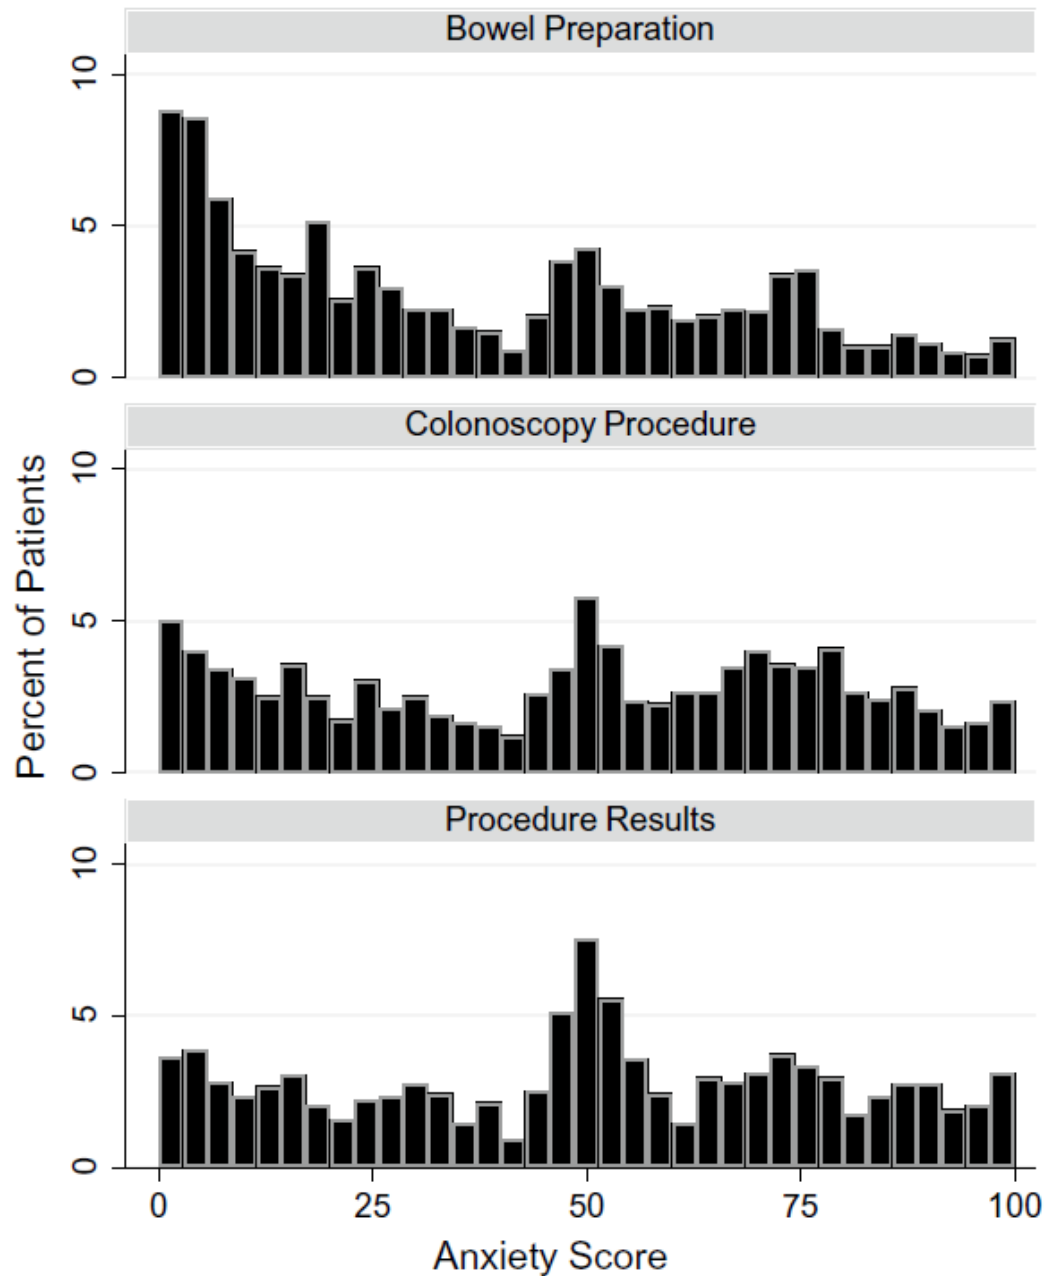 Bowel Preparation
10
5
0
Colonoscopy Procedure
10
5
0
Percent of Patients
Procedure Results
10
5
0
0 25 50 75 100
Anxiety Score